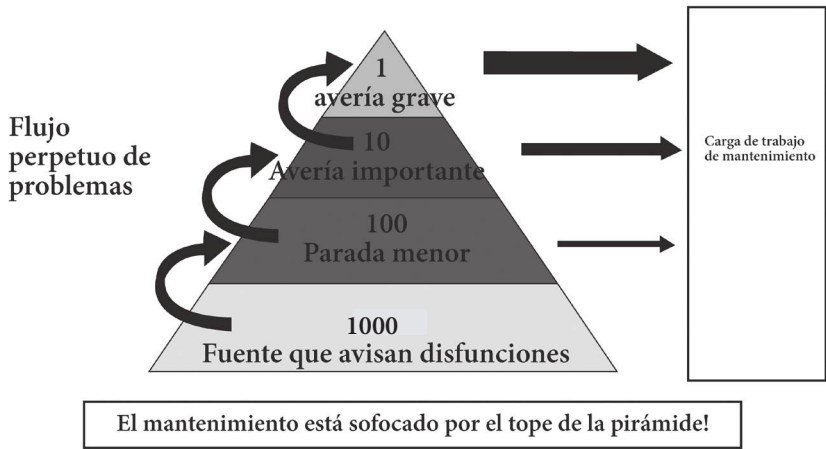 Flujo
perpetuo de
problemas
1
avería grave
10
Avería importante
100
Parada menor
1000
Fuente que avisan disfunciones
Carga de trabajo
de mantenimiento
El mantenimiento está sofocado por el tope de la pirámide!